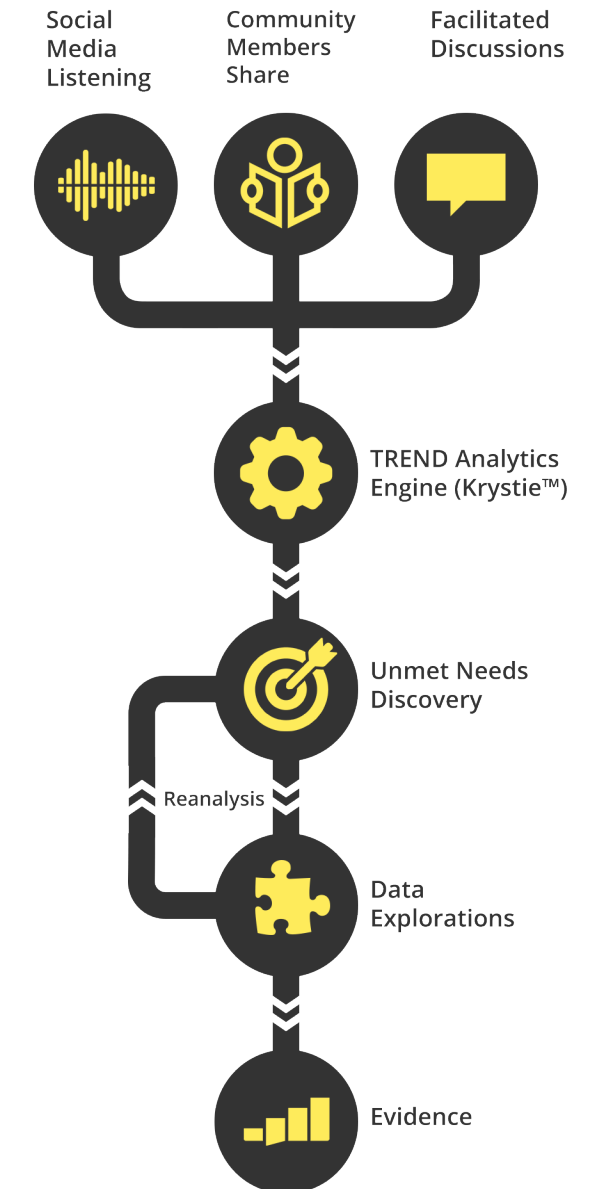 Social
Media
Listening
Community
Members
Share
Facilitated
Discussions
TREND Analytics
Engine (Krystie™)
Unmet Needs
Discovery
Reanalysis
Data
Explorations
Evidence